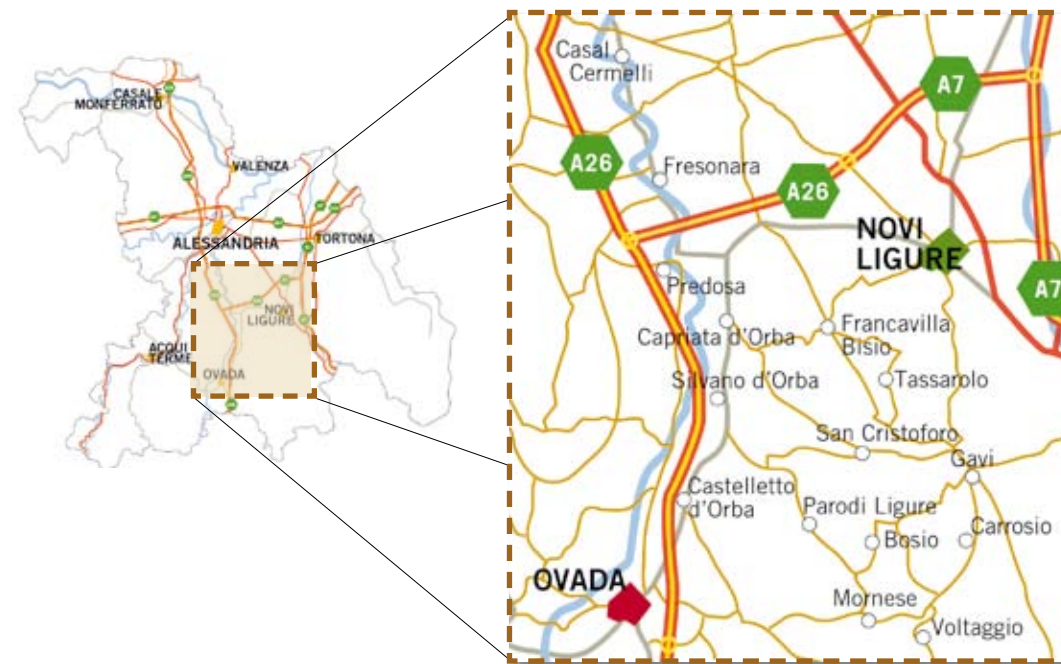 CASALE
MONFERRATO
VALENZA
ALESSANDRIA
TORTONA
NOVI
LIGURE
ACQUI
TERME
OVADA
Casal
Cermelli
A7
A26
Fresonara
A26
NOVI
LIGURE
A7
Predosa
Capriata d'Orba
Francavilla
Bisio
Silvano d'Orba
Tassarolo
San Cristoforo
Gavi
Castelletto
d'Orba
Parodi Ligure
Bosio
Carrosio
OVADA
Mornese
Voltaggio